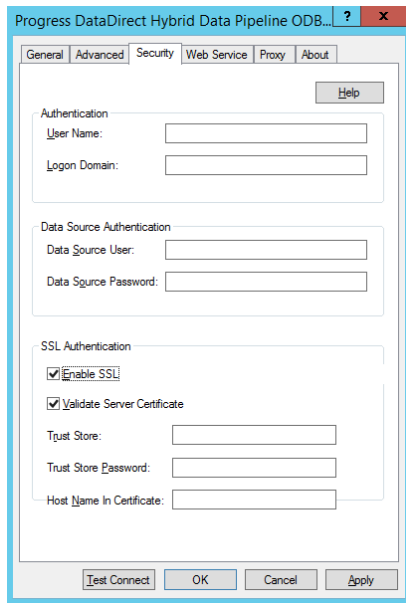 Progress DataDirect Hybrid Data Pipeline ODB... ? x
General Advanced Security Web Service Proxy About
Help
Authentication
User Name:
Logon Domain:
Data Source Authentication
Data Source User:
Data Source Password:
SSL Authentication
Enable SSL
Validate Server Certificate
Trust Store:
Trust Store Password:
Host Name In Certificate:
Test Connect OK Cancel Apply